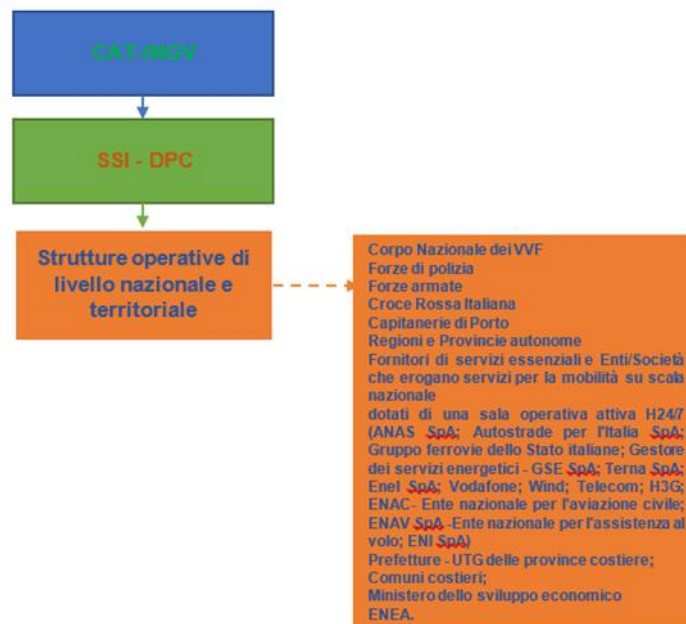 CAT-INGV
SSI - DPC
Strutture operative di
livello nazionale e
territoriale
Corpo Nazionale dei VVF
Forze di polizia
Forze armate
Croce Rossa Italiana
Capitanerie di Porto
Regioni e Provincie autonome
Fornitori di servizi essenziali e Enti/Società
che erogano servizi per la mobilità su scala
nazionale
dotati di una sala operativa attiva H24/7
(ANAS SpA; Autostrade per l'Italia SpA;
Gruppo ferrovie dello Stato italiane; Gestore
dei servizi energetici - GSE SpA; Terna SpA;
Enel SpA; Vodafone; Wind; Telecom; H3G;
ENAC- Ente nazionale per l'aviazione civile;
ENAV SpA -Ente nazionale per l'assistenza al
volo; ENI SpA)
Prefetture - UTG delle province costiere;
Comuni costieri;
Ministero dello sviluppo economico
ENEA.